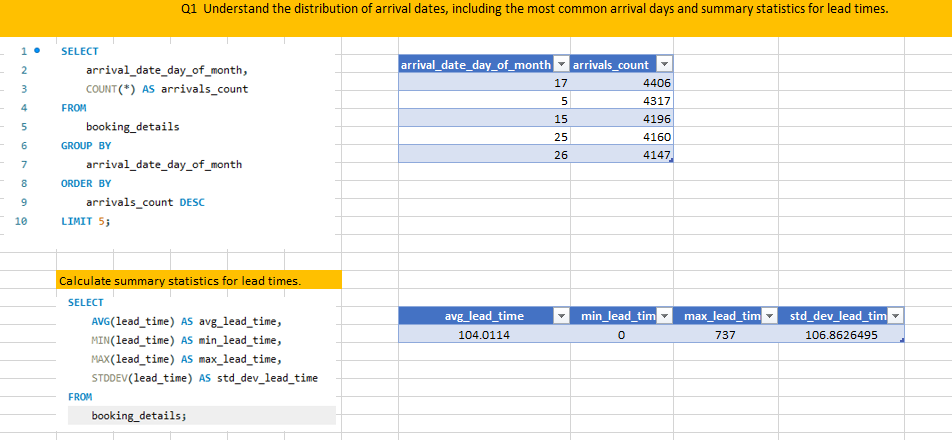 Q1 Understand the distribution of arrival dates, including the most common arrival days and summary statistics for lead times.
1 SELECT
2 arrival_date_day_of_month,
3 COUNT(*) AS arrivals_count
4 FROM
5 booking_details
6 GROUP BY
7 arrival_date_day_of_month
8 ORDER BY
9 arrivals_count DESC
10 LIMIT 5;
arrival_date_day_of_month arrivals_count
17 4406
5 4317
15 4196
25 4160
26 4147
Calculate summary statistics for lead times.
SELECT
AVG(lead_time) AS avg_lead_time,
MIN(lead_time) AS min_lead_time,
MAX(lead_time) AS max_lead_time,
STDDEV(lead_time) AS std_dev_lead_time
FROM
booking_details;
avg_lead_time min_lead_tim max_lead_tim std_dev_lead_tim
104.0114 0 737 106.8626495